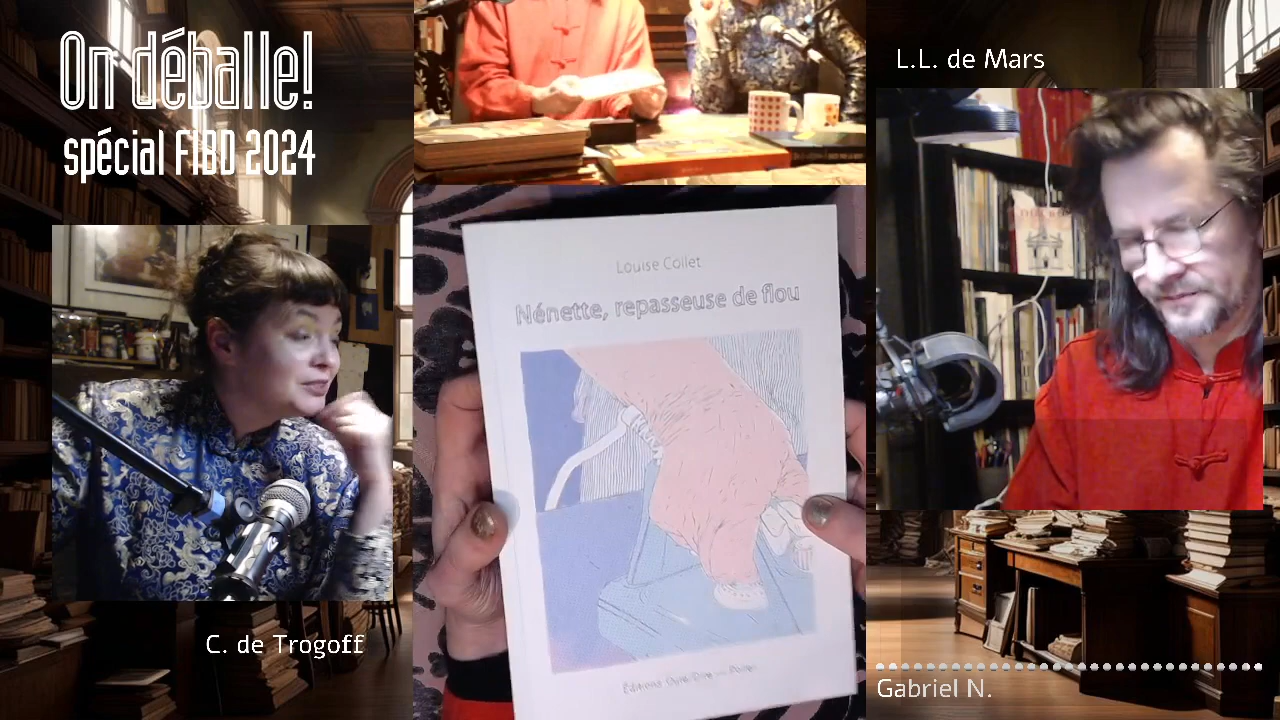 On déballe!
spécial FIBD 2024
L.L. de Mars
Louise Collet
Nénette, repasseuse de flou
C. de Trogoff
Gabriel N.